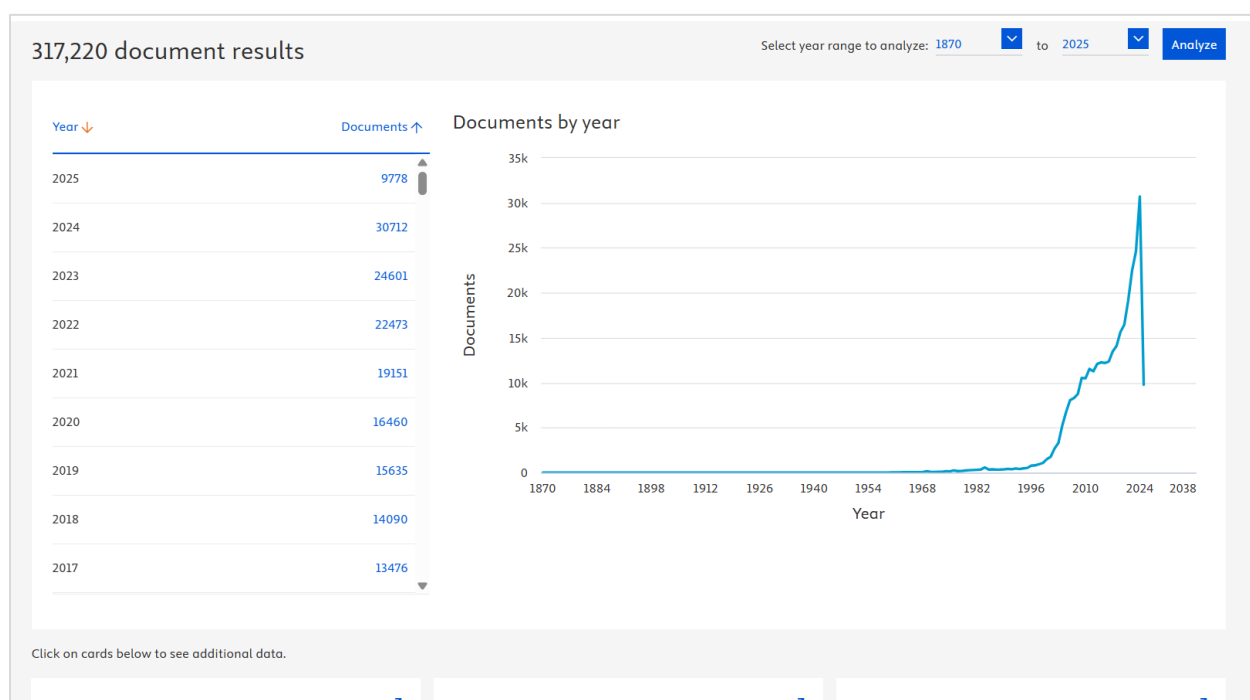 317,220 document results
Select year range to analyze: 1870 to 2025 Analyze
Year Documents
2025 9778
2024 30712
2023 24601
2022 22473
2021 19151
2020 16460
2019 15635
2018 14090
2017 13476
Documents by year
35k
30k
25k
20k
15k
10k
5k
0
Documents
1870 1884 1898 1912 1926 1940 1954 1968 1982 1996 2010 2024 2038
Year
Click on cards below to see additional data.